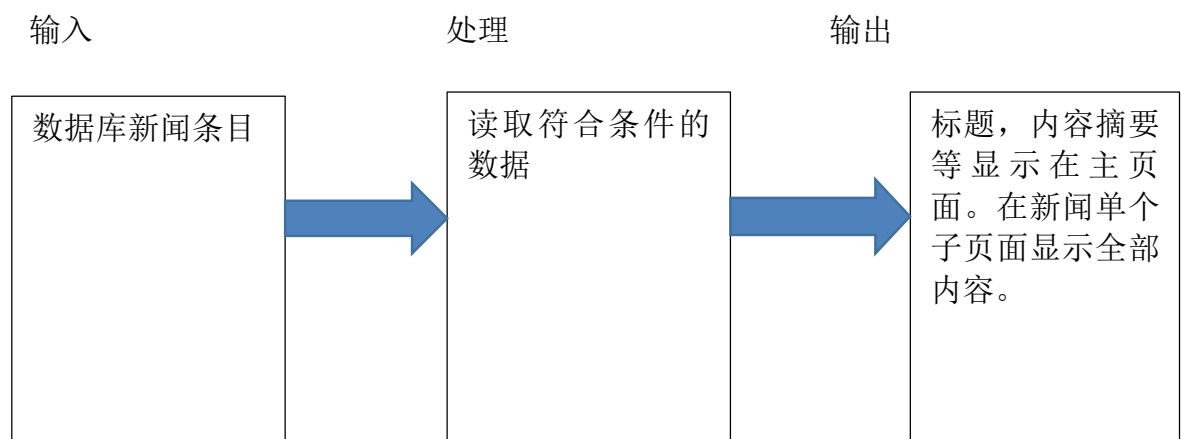 输入 处理 输出
数据库新闻条目
读取符合条件的
数据
标题，内容摘要
等显示在主页
面。在新闻单个
子页面显示全部
内容。